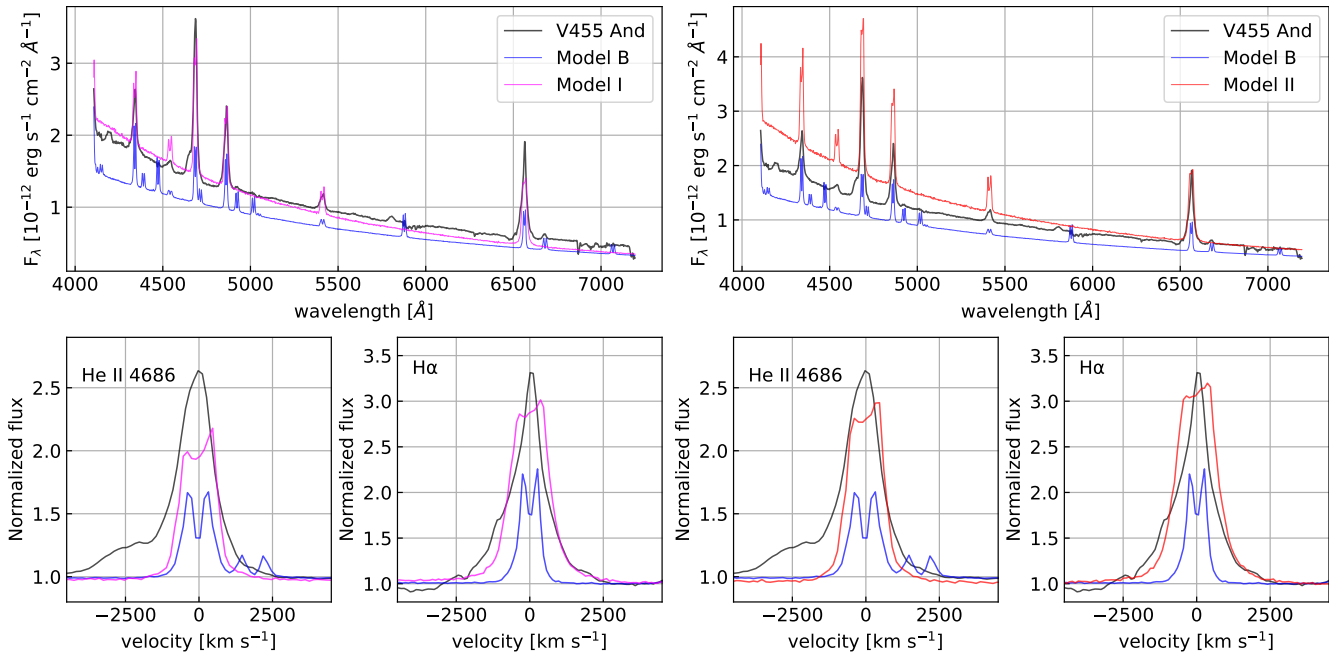 V455 And
Model B
Model I
F_λ [10⁻¹² erg s⁻¹ cm⁻² Å⁻¹]
3
2
1
4000 4500 5000 5500 6000 6500 7000
wavelength [Å]
V455 And
Model B
Model II
F_λ [10⁻¹² erg s⁻¹ cm⁻² Å⁻¹]
4
3
2
1
4000 4500 5000 5500 6000 6500 7000
wavelength [Å]
He II 4686
Normalized flux
2.5
2.0
1.5
1.0
−2500 0 2500
velocity [km s⁻¹]
Hα
Normalized flux
3.5
3.0
2.5
2.0
1.5
1.0
−2500 0 2500
velocity [km s⁻¹]
He II 4686
Normalized flux
2.5
2.0
1.5
1.0
−2500 0 2500
velocity [km s⁻¹]
Hα
Normalized flux
3.5
3.0
2.5
2.0
1.5
1.0
−2500 0 2500
velocity [km s⁻¹]